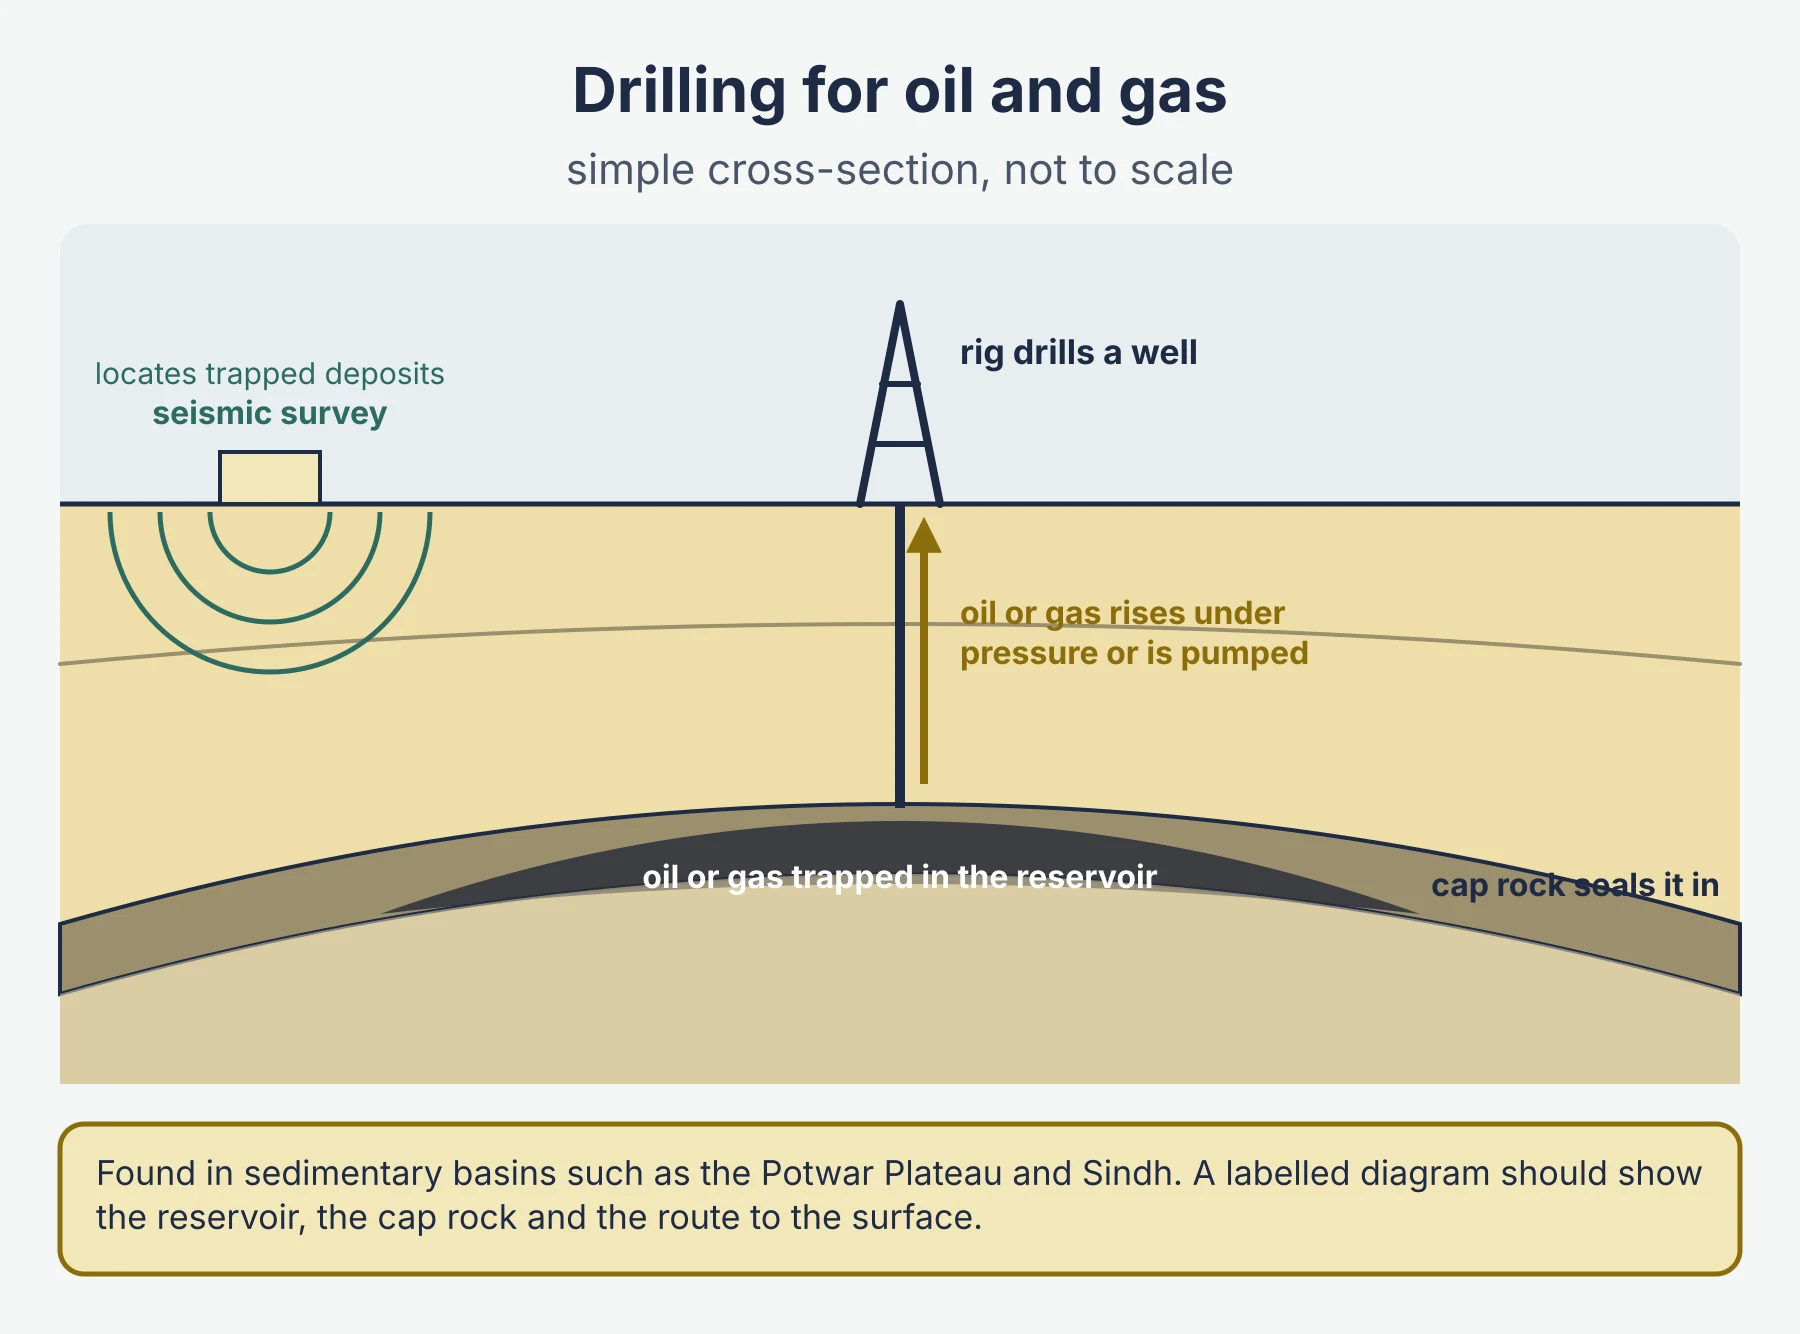 Drilling for oil and gas
simple cross-section, not to scale
locates trapped deposits
seismic survey
rig drills a well
oil or gas rises under
pressure or is pumped
oil or gas trapped in the reservoir
cap rock seals it in
Found in sedimentary basins such as the Potwar Plateau and Sindh. A labelled diagram should show
the reservoir, the cap rock and the route to the surface.